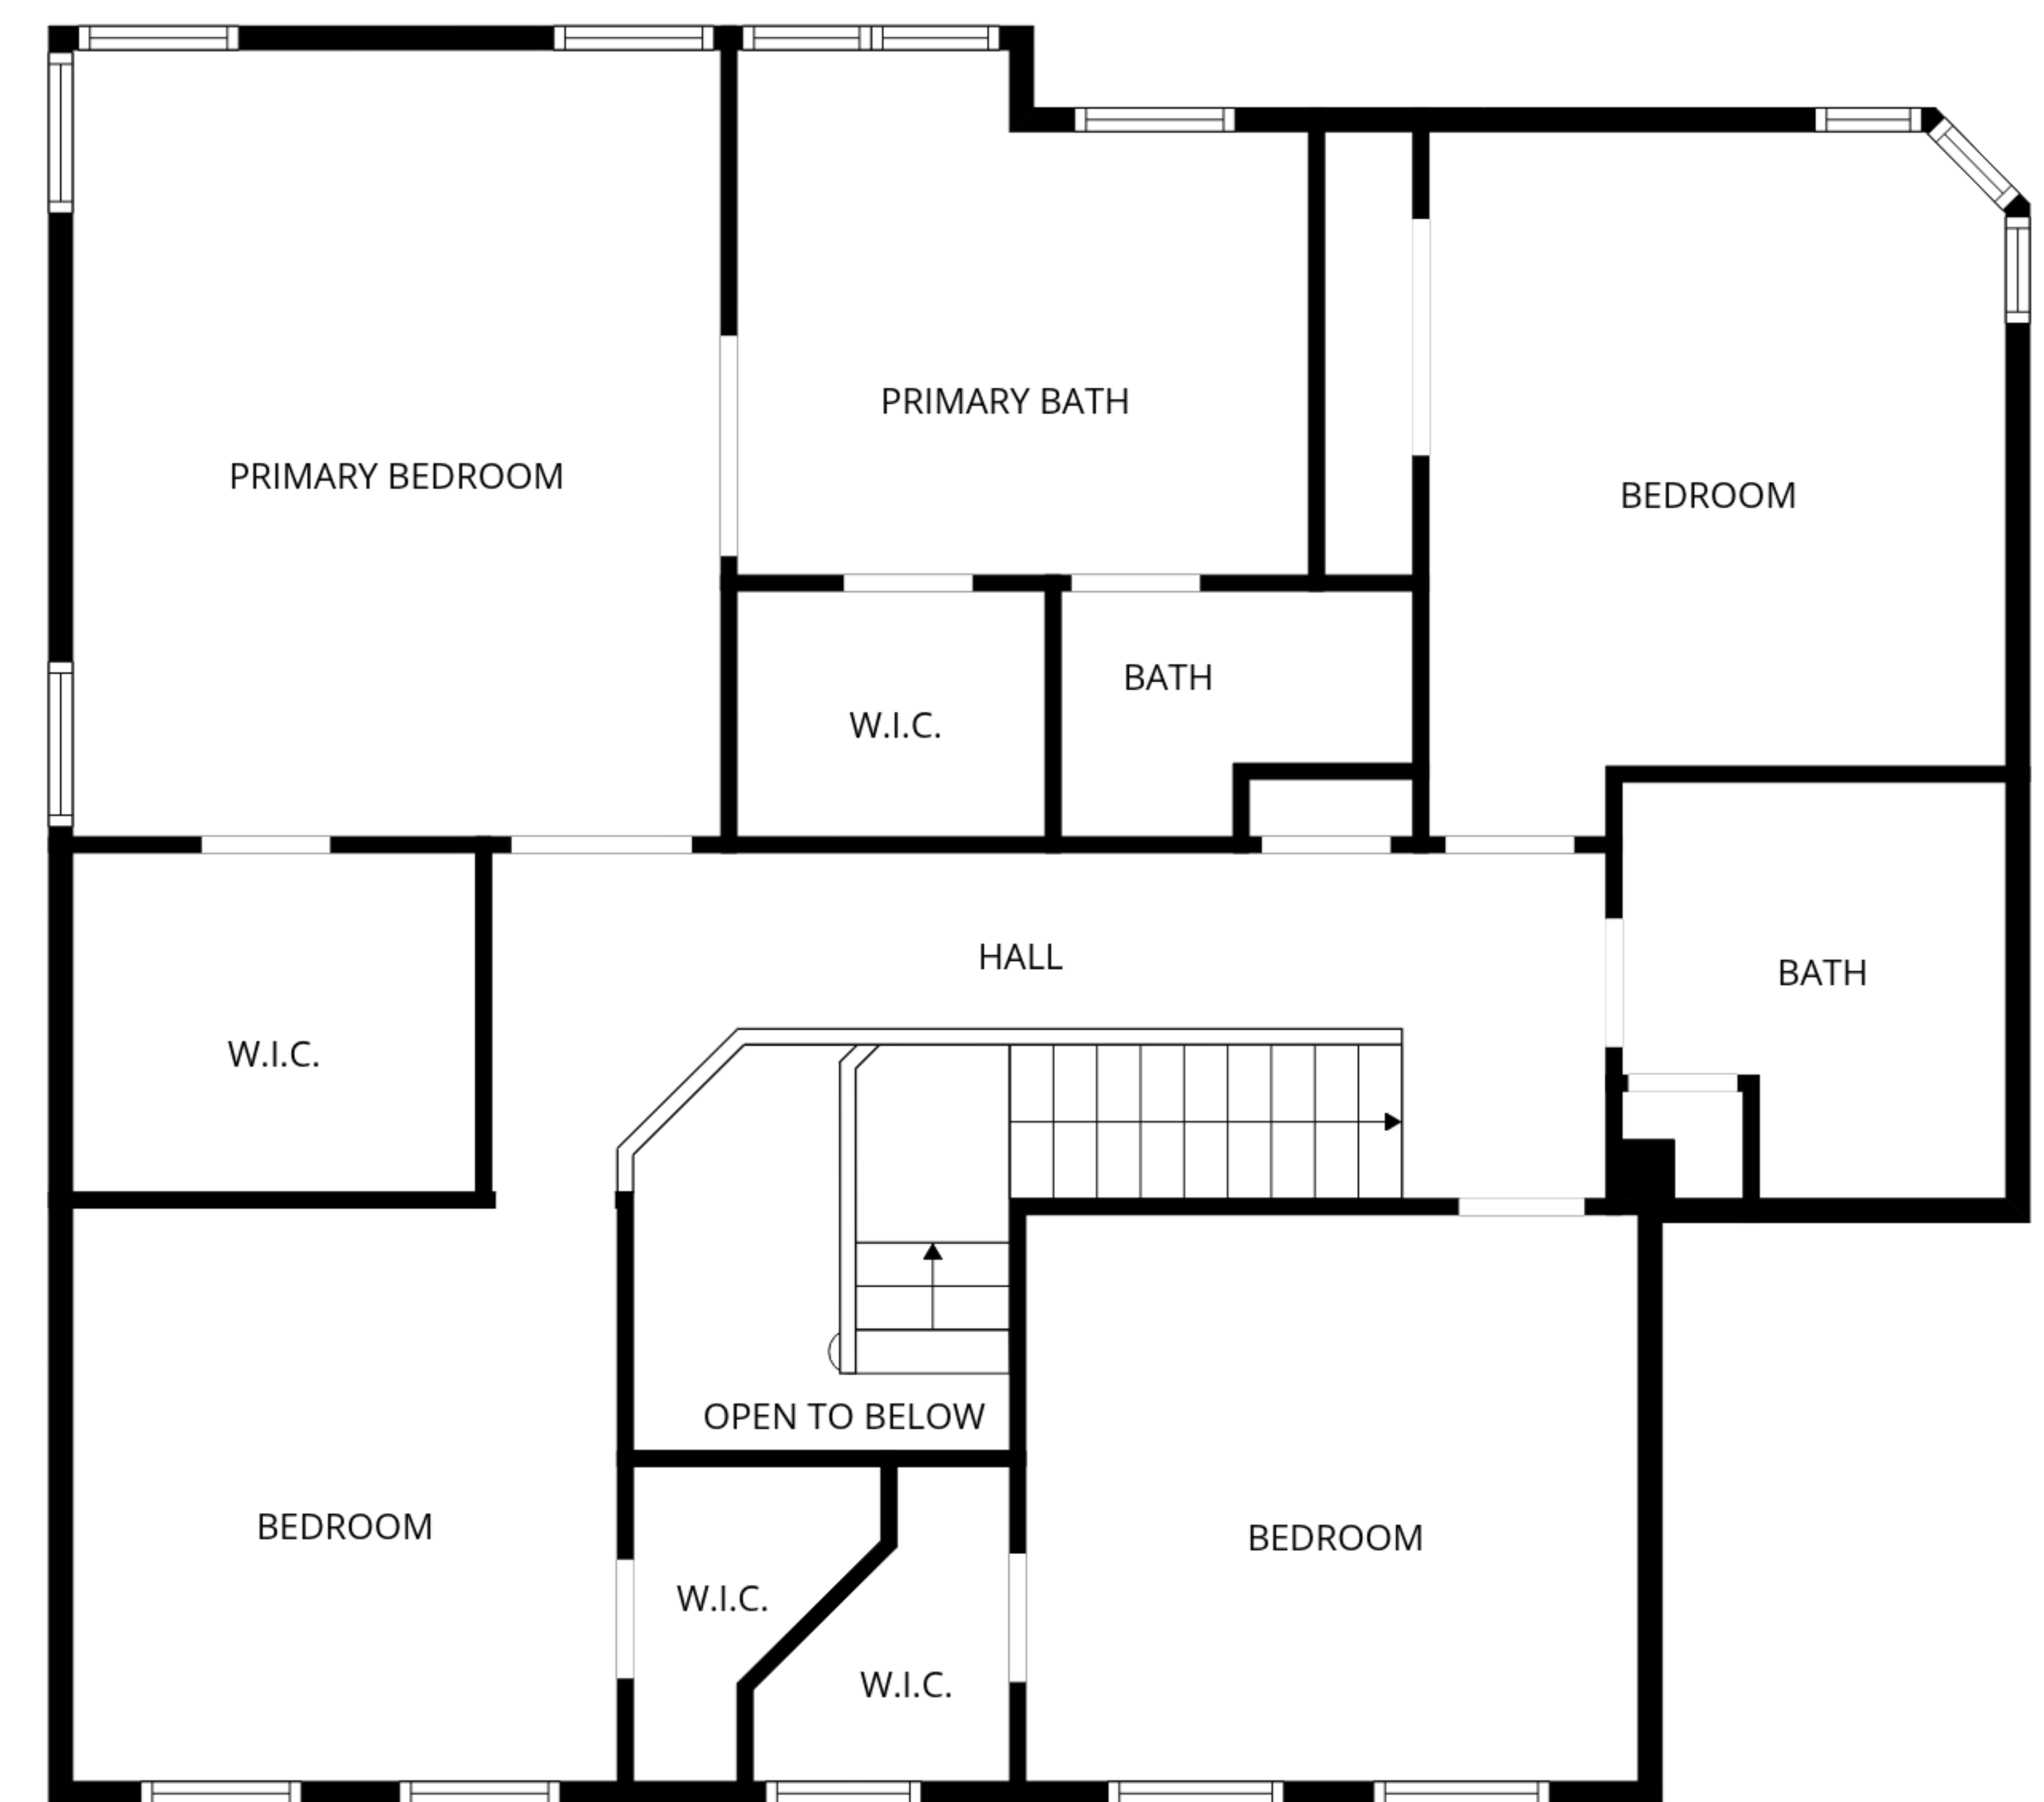 PRIMARY BATH
PRIMARY BEDROOM
BEDROOM
BATH
W.I.C.
HALL
BATH
W.I.C.
OPEN TO BELOW
BEDROOM
BEDROOM
W.I.C.
W.I.C.